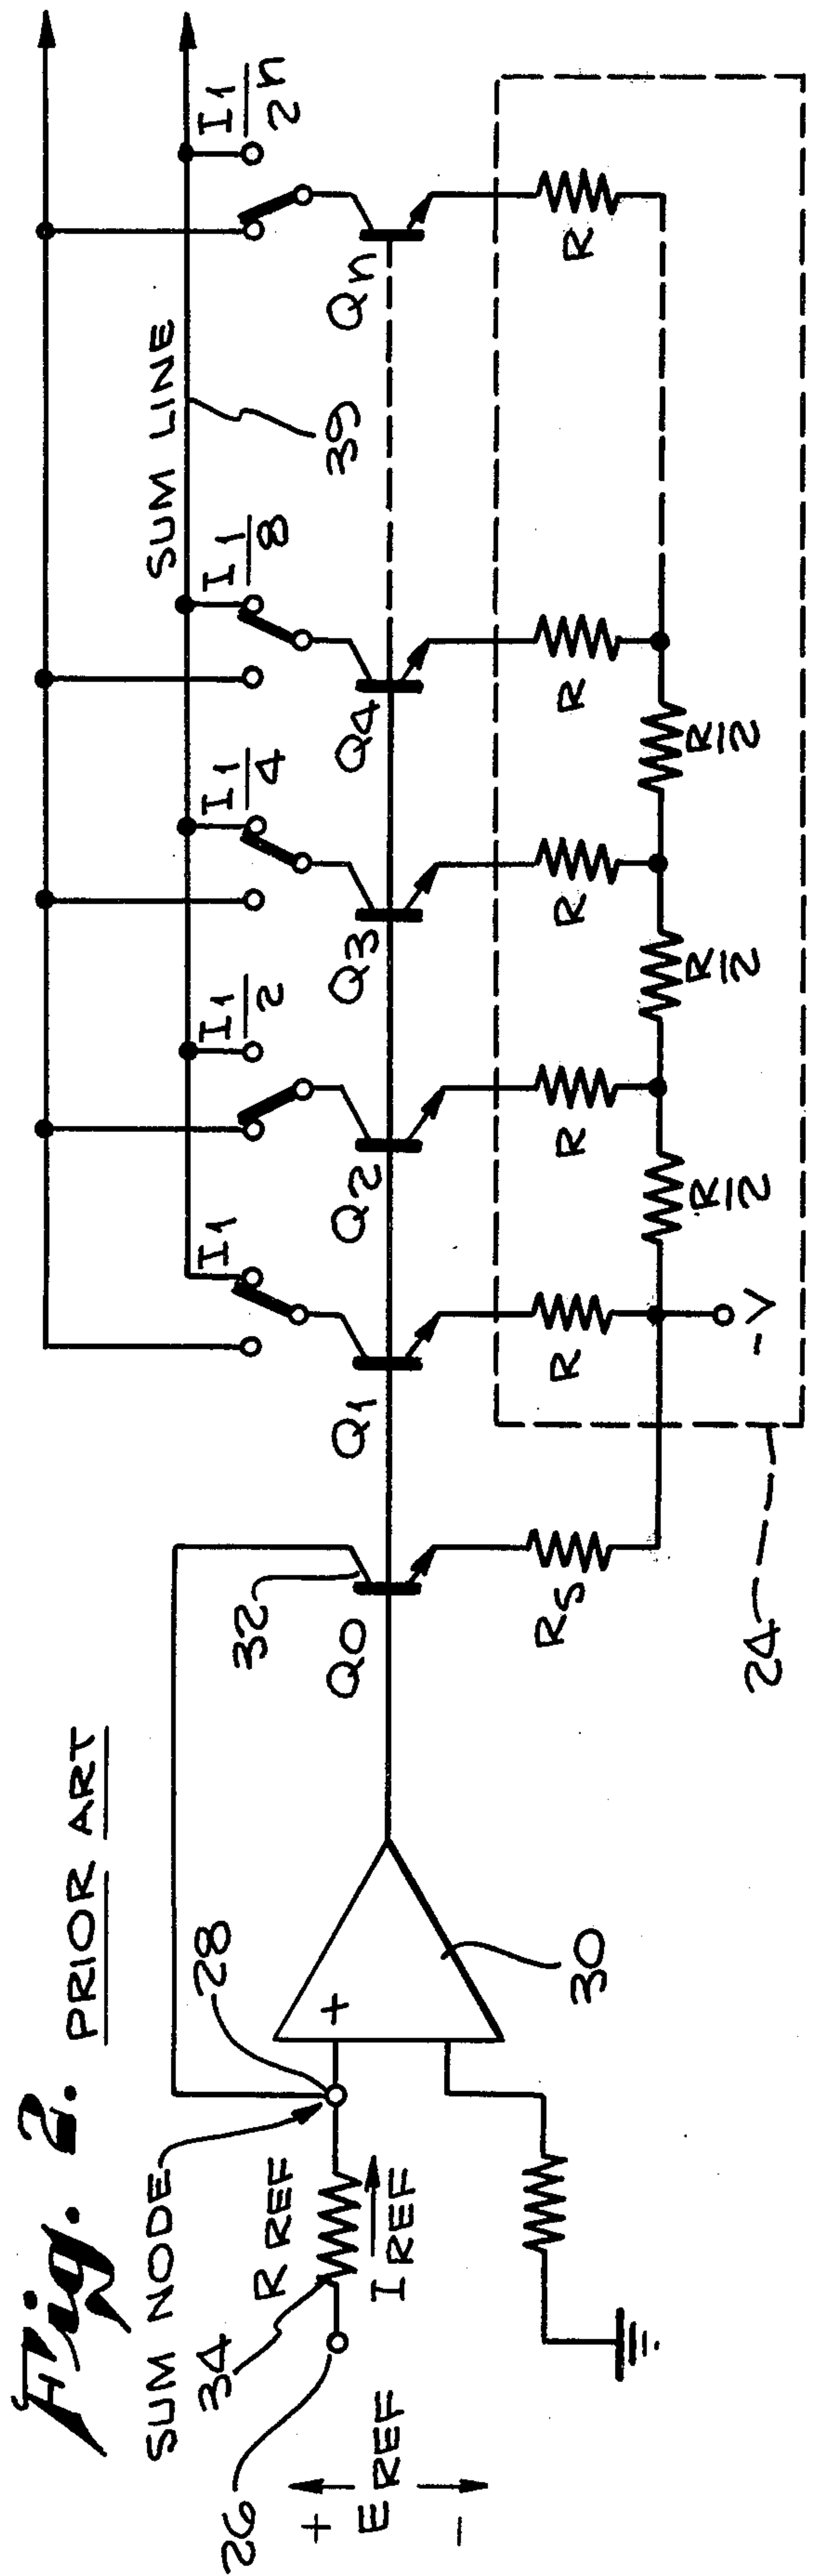 Fig. 2.
PRIOR ART
SUM NODE
28
32
34
R REF
I REF
26
+
E REF
-
+
30
Q0
Q1
Q2
Q3
Q4
Qn
I1
I1/2
I1/4
I1/8
I1/2n
SUM LINE
39
RS
R
R
R
R
R
R/2
R/2
R/2
-V
24